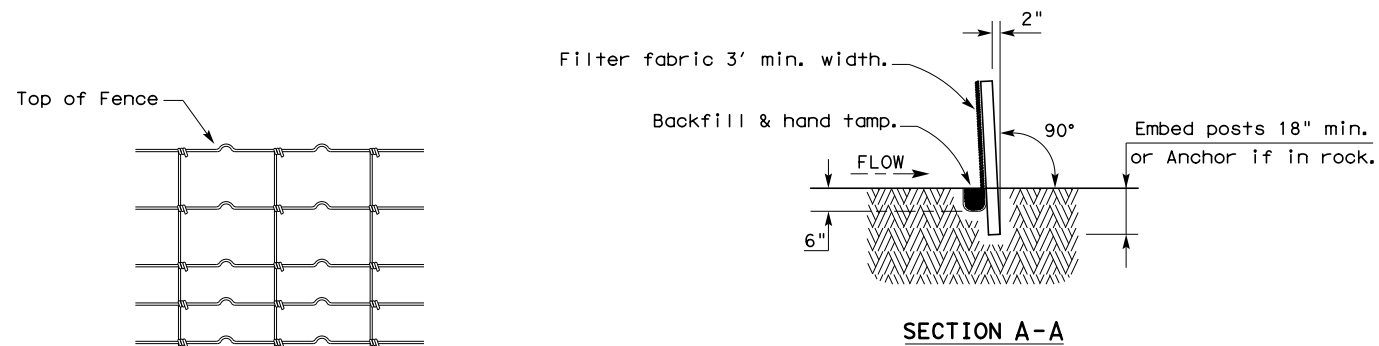 2"
Filter fabric 3' min. width.
Top of Fence
Backfill & hand tamp.
90°
Embed posts 18" min.
or Anchor if in rock.
FLOW
6"
SECTION A-A